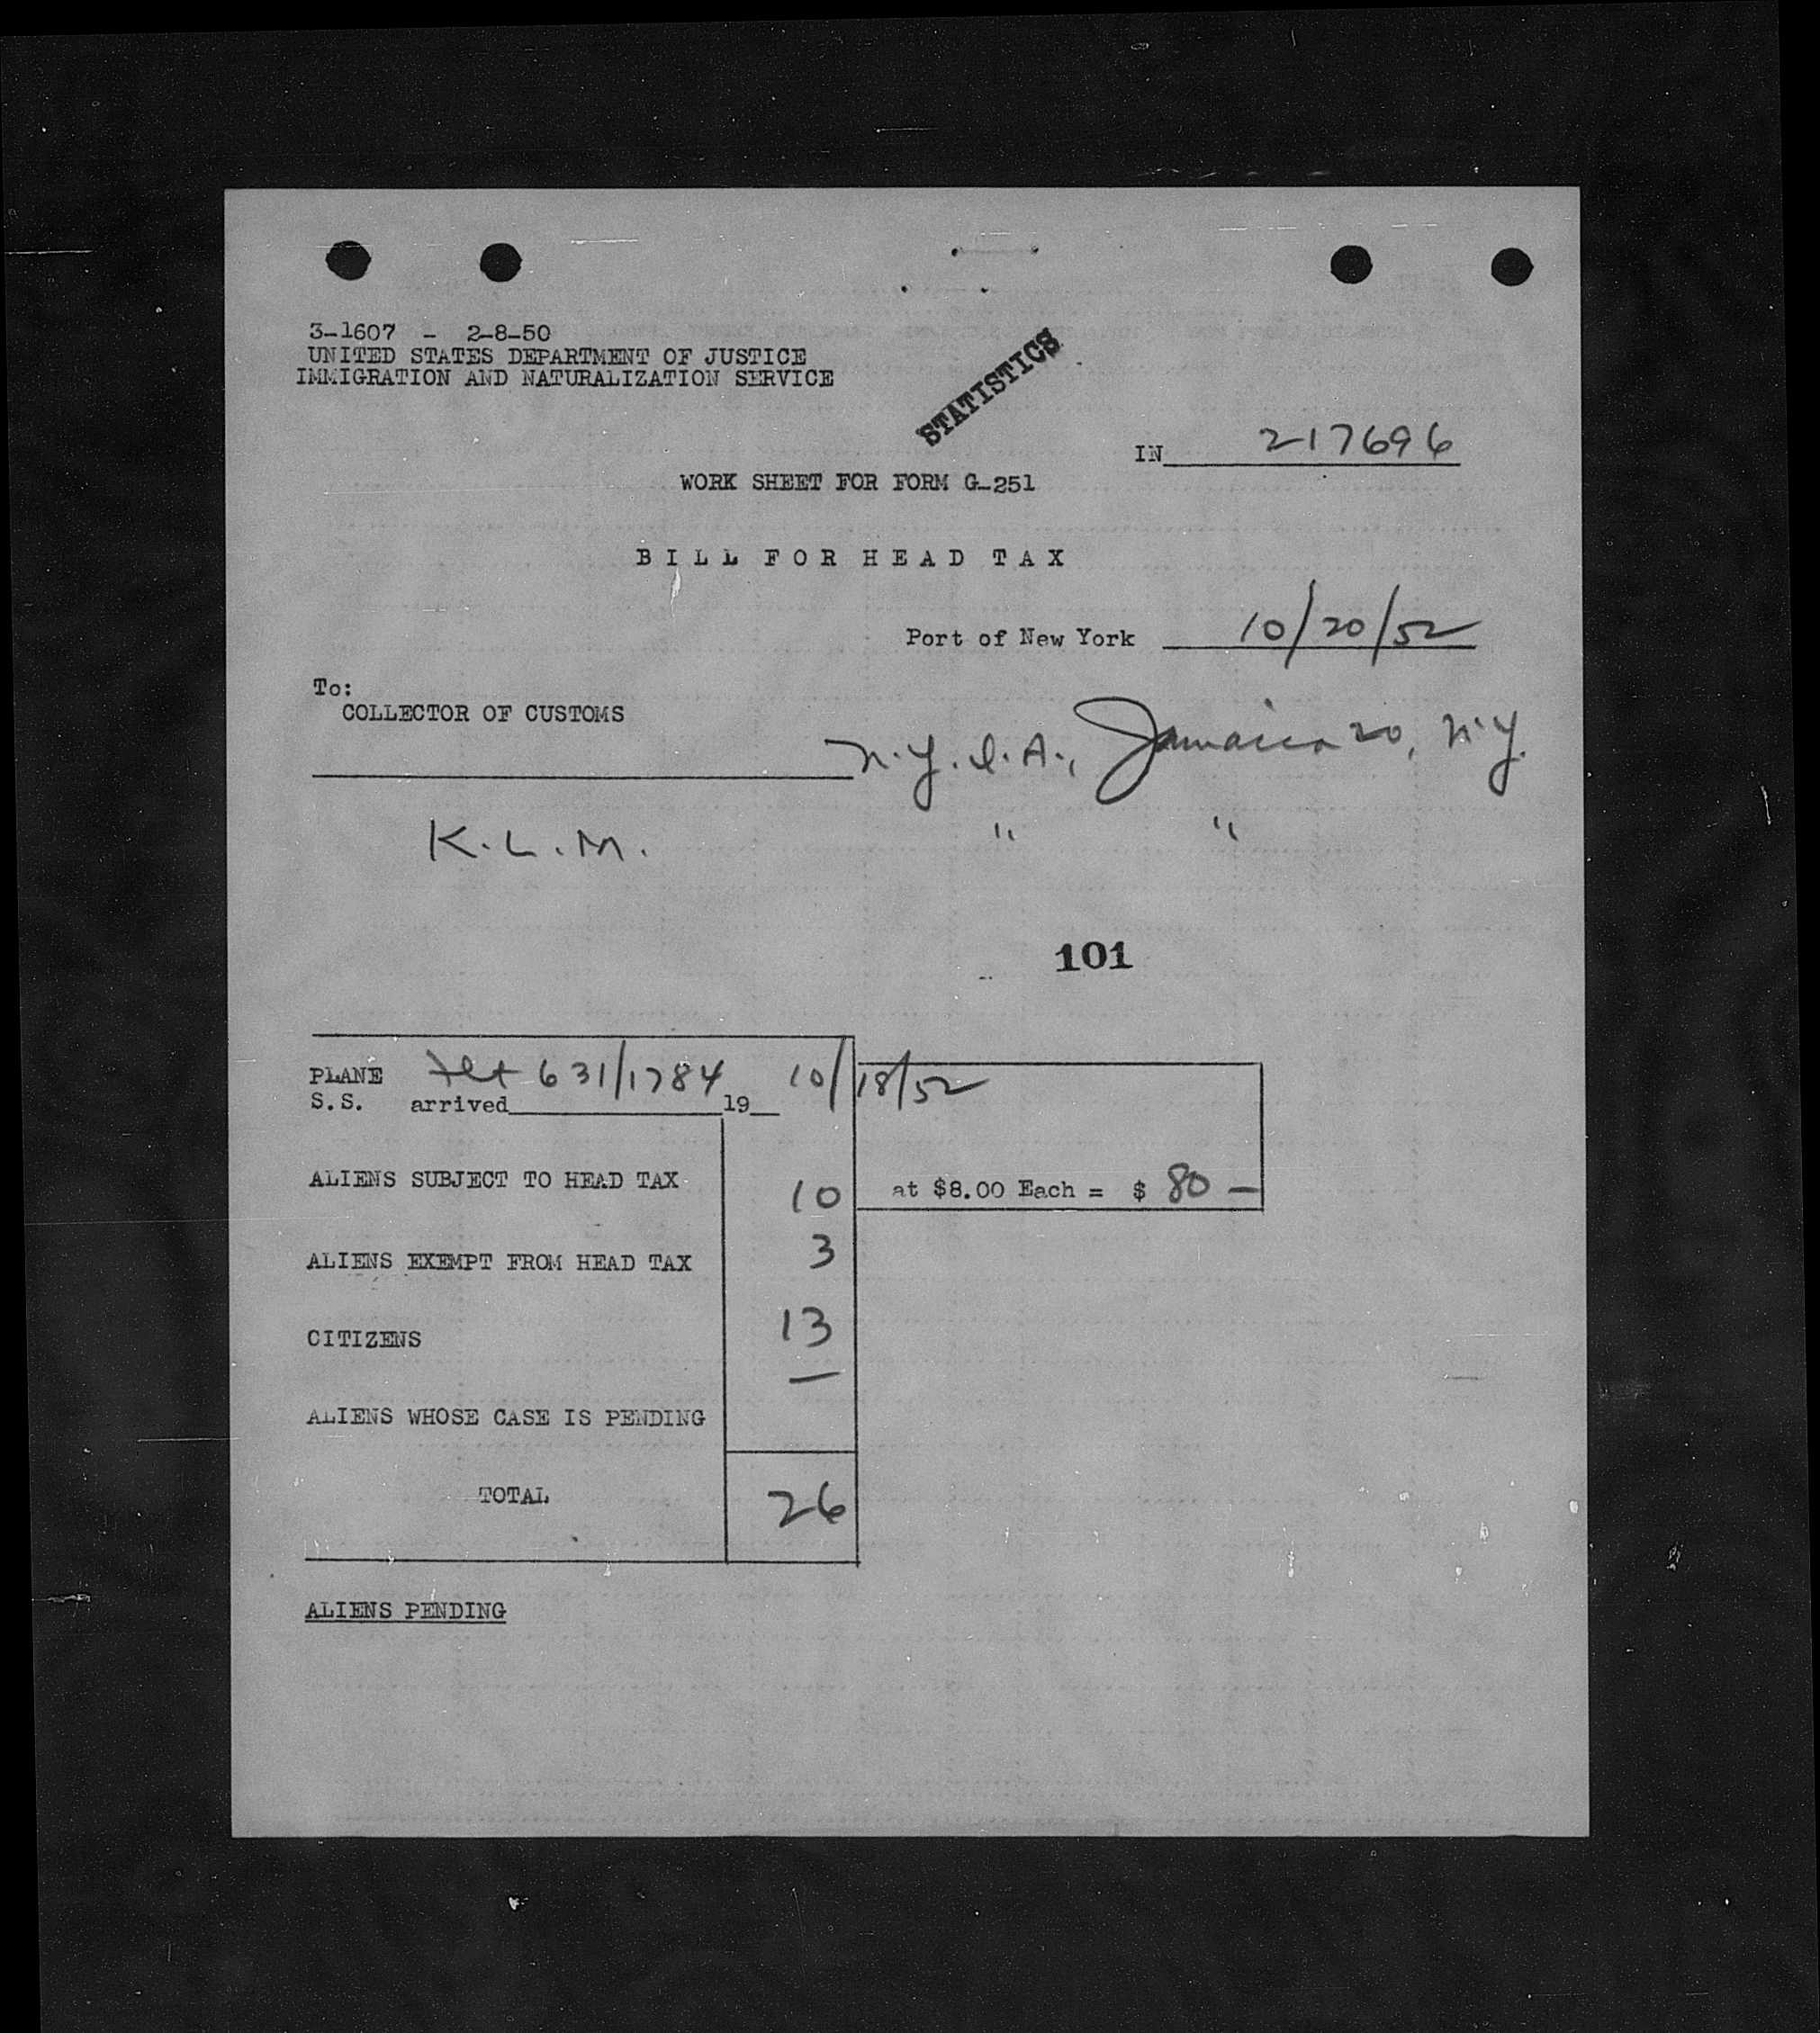 3-1607 - 2-8-50
UNITED STATES DEPARTMENT OF JUSTICE
IMMIGRATION AND NATURALIZATION SERVICE
STATISTICS
IN 217696
WORK SHEET FOR FORM G-251
BILL FOR HEAD TAX
Port of New York 10/20/52
To:
COLLECTOR OF CUSTOMS
N.Y.I.A., Jamaica 20, N.Y.
K.L.M. " "
101
PLANE 631/1784 10/18/52
S.S. arrived 19
ALIENS SUBJECT TO HEAD TAX 10 at $8.00 Each = $ 80 —
ALIENS EXEMPT FROM HEAD TAX 3
CITIZENS 13
—
ALIENS WHOSE CASE IS PENDING
TOTAL 26
ALIENS PENDING